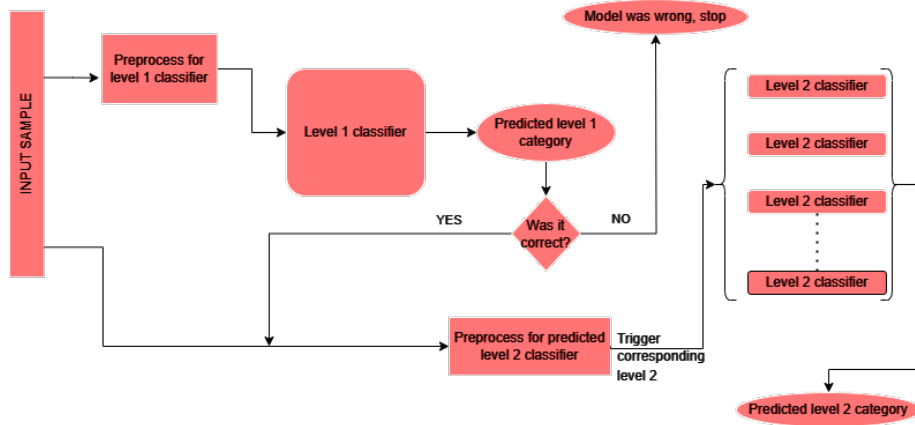 Model was wrong, stop
INPUT SAMPLE
Preprocess for
level 1 classifier
Level 1 classifier
Predicted level 1
category
Was it
correct?
YES
NO
Preprocess for predicted
level 2 classifier
Trigger
corresponding
level 2
Level 2 classifier
Level 2 classifier
Level 2 classifier
Level 2 classifier
Predicted level 2 category